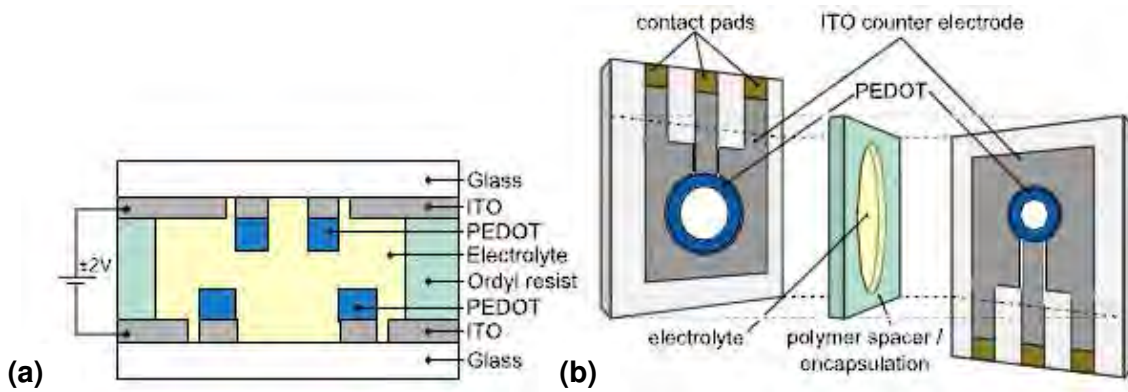 (a)
±2V
Glass
ITO
PEDOT
Electrolyte
Ordyl resist
PEDOT
ITO
Glass
(b)
contact pads
ITO counter electrode
PEDOT
electrolyte
polymer spacer /
encapsulation